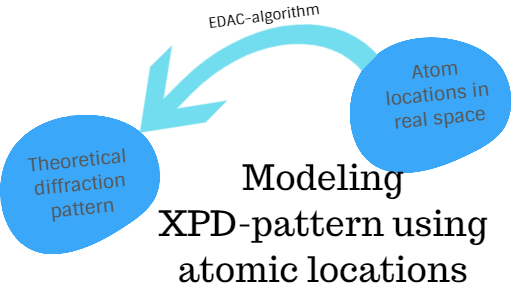 EDAC-algorithm
Atom
locations in
real space
Theoretical
diffraction
pattern
Modeling
XPD-pattern using
atomic locations